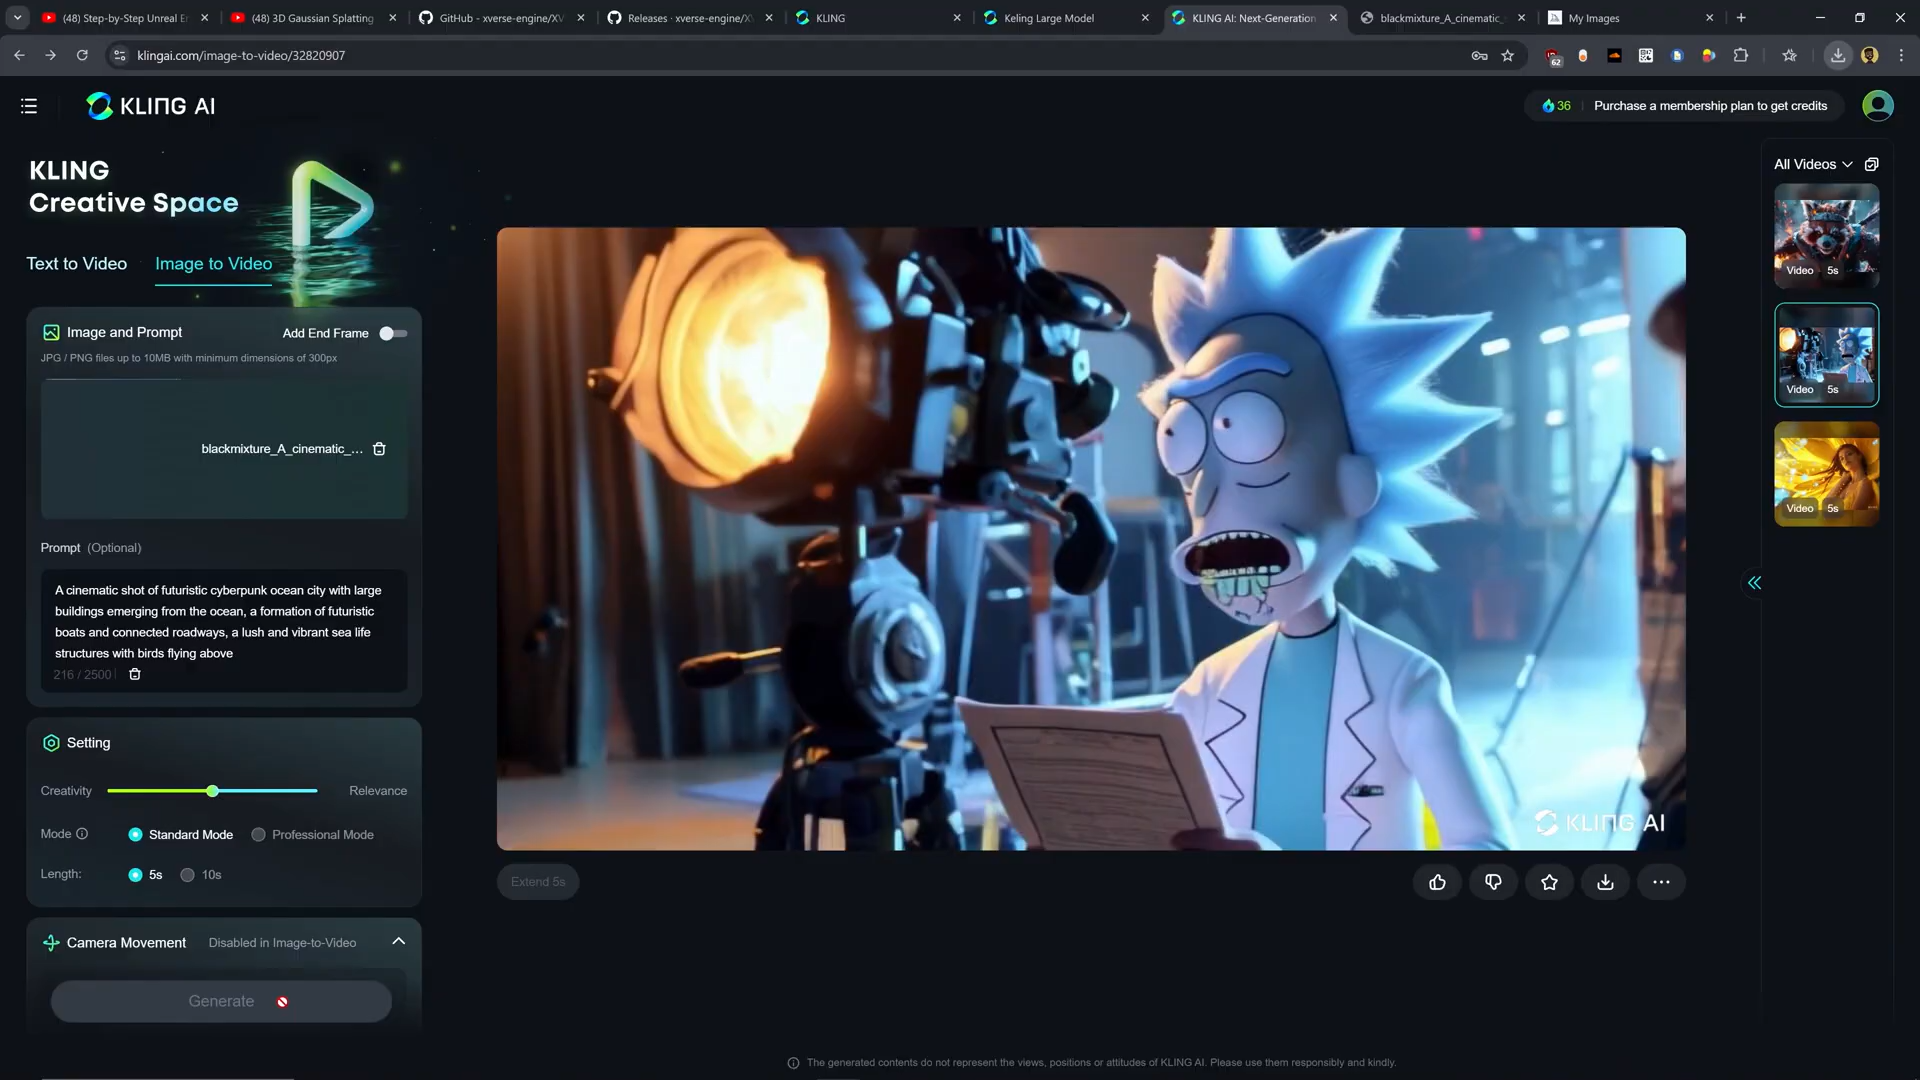 (48) Step-by-Step Unreal En
(48) 3D Gaussian Splatting
GitHub - xverse-engine/XV
Releases · xverse-engine/XV
KLING
Keling Large Model
KLING AI: Next-Generation
blackmixture_A_cinematic_
My Images
klingai.com/image-to-video/32820907
62
KLING AI
36
Purchase a membership plan to get credits
KLING
Creative Space
All Videos
Text to Video
Image to Video
Video 5s
Image and Prompt
Add End Frame
JPG / PNG files up to 10MB with minimum dimensions of 300px
Video 5s
blackmixture_A_cinematic_...
Video 5s
Prompt (Optional)
A cinematic shot of futuristic cyberpunk ocean city with large
buildings emerging from the ocean, a formation of futuristic
boats and connected roadways, a lush and vibrant sea life
structures with birds flying above
216 / 2500
Setting
Creativity
Relevance
Mode
Standard Mode
Professional Mode
KLING AI
Length:
5s
10s
Extend 5s
Camera Movement
Disabled in Image-to-Video
Generate
The generated contents do not represent the views, positions or attitudes of KLING AI. Please use them responsibly and kindly.